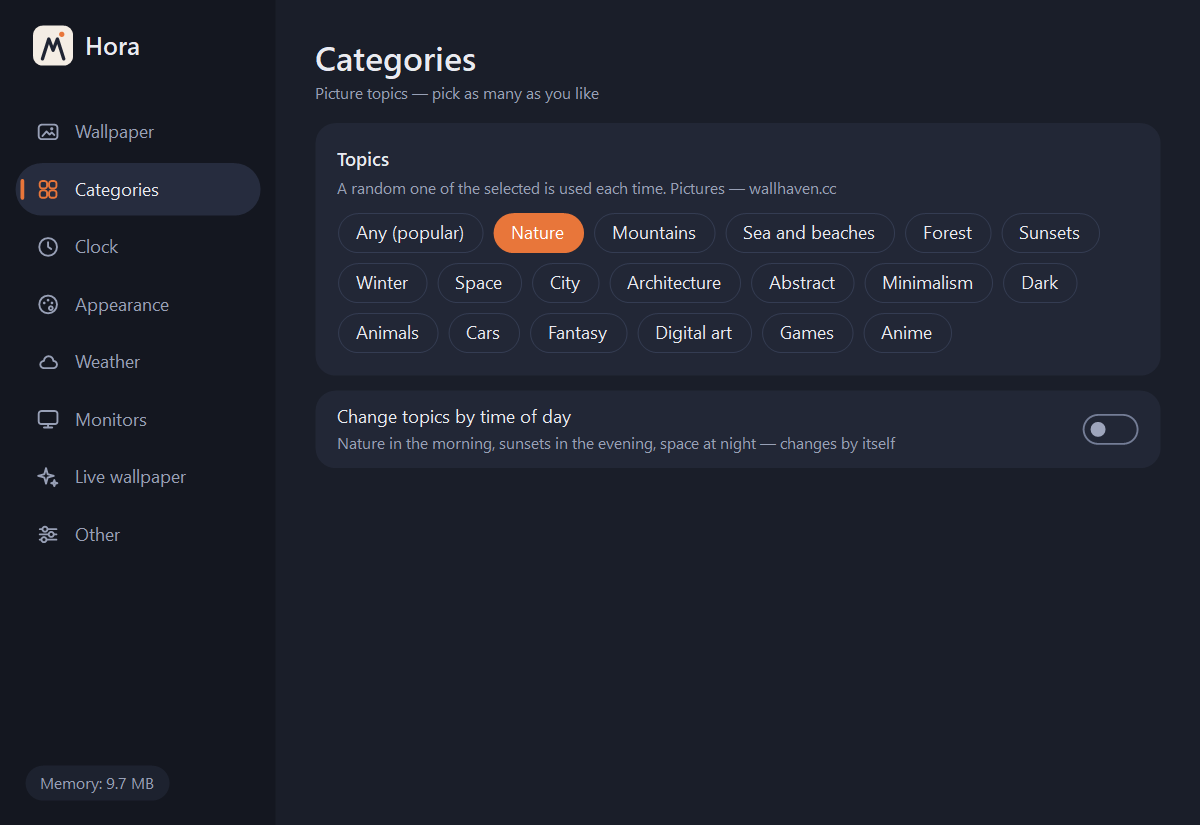 Hora
Wallpaper
Categories
Clock
Appearance
Weather
Monitors
Live wallpaper
Other
Memory: 9.7 MB
Categories
Picture topics — pick as many as you like
Topics
A random one of the selected is used each time. Pictures — wallhaven.cc
Any (popular) Nature Mountains Sea and beaches Forest Sunsets
Winter Space City Architecture Abstract Minimalism Dark
Animals Cars Fantasy Digital art Games Anime
Change topics by time of day
Nature in the morning, sunsets in the evening, space at night — changes by itself